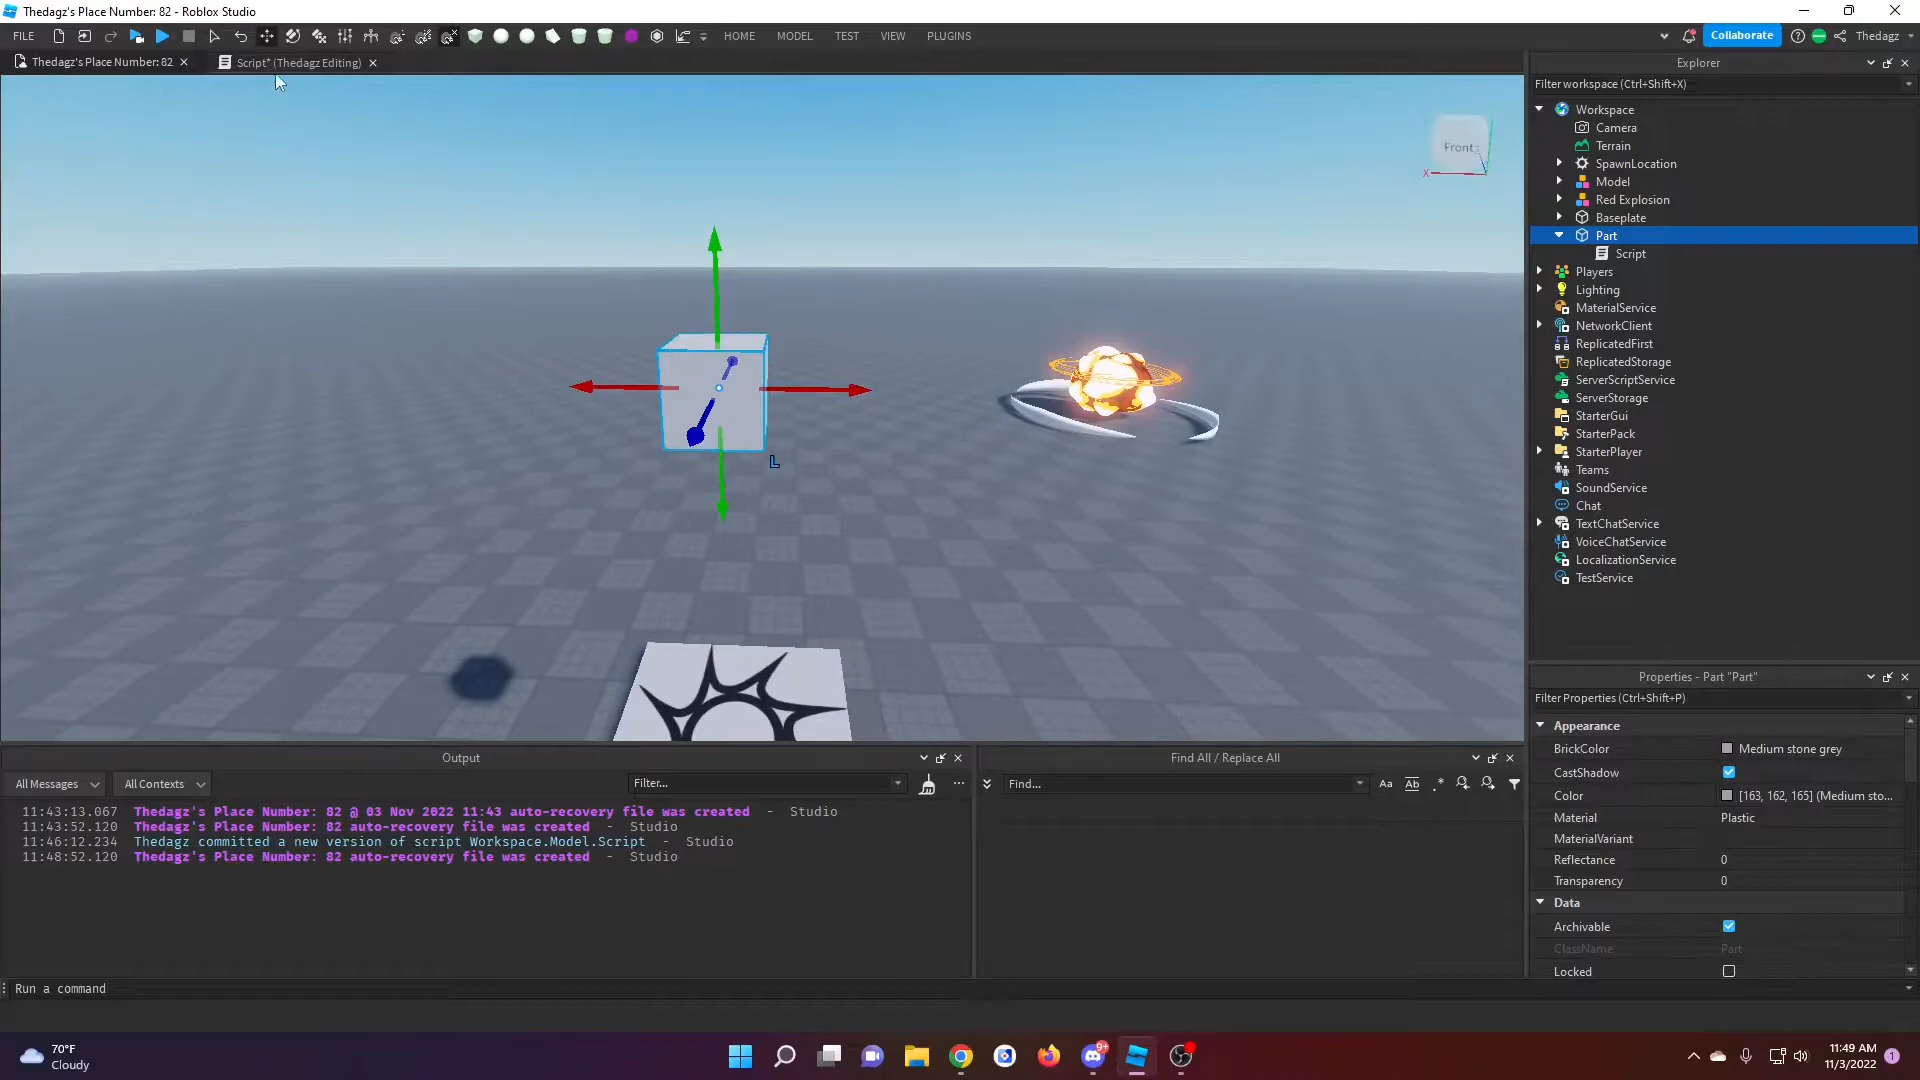 Thedagz's Place Number: 82 - Roblox Studio
FILE HOME MODEL TEST VIEW PLUGINS Collaborate Thedagz
Thedagz's Place Number: 82
Script* (Thedagz Editing)
Front
X
Explorer
Filter workspace (Ctrl+Shift+X)
Workspace
Camera
Terrain
SpawnLocation
Model
Red Explosion
Baseplate
Part
Script
Players
Lighting
MaterialService
NetworkClient
ReplicatedFirst
ReplicatedStorage
ServerScriptService
ServerStorage
StarterGui
StarterPack
StarterPlayer
Teams
SoundService
Chat
TextChatService
VoiceChatService
LocalizationService
TestService
L
Properties - Part "Part"
Filter Properties (Ctrl+Shift+P)
Appearance
BrickColor Medium stone grey
CastShadow
Color [163, 162, 165] (Medium sto...
Material Plastic
MaterialVariant
Reflectance 0
Transparency 0
Data
Archivable
ClassName Part
Locked
Output
All Messages All Contexts Filter...
11:43:13.067 Thedagz's Place Number: 82 @ 03 Nov 2022 11:43 auto-recovery file was created - Studio
11:43:52.120 Thedagz's Place Number: 82 auto-recovery file was created - Studio
11:46:12.234 Thedagz committed a new version of script Workspace.Model.Script - Studio
11:48:52.120 Thedagz's Place Number: 82 auto-recovery file was created - Studio
Find All / Replace All
Find... Aa Ab .*
Run a command
70°F
Cloudy
9+
11:49 AM
11/3/2022
1